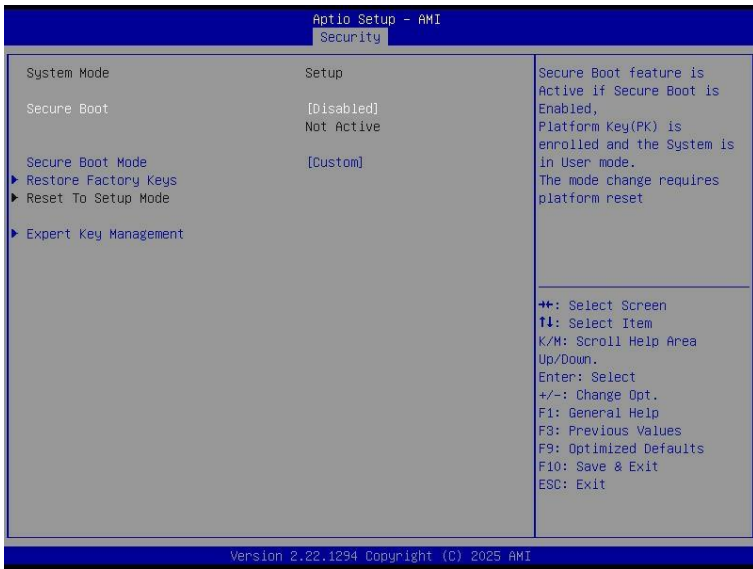 Aptio Setup - AMI
Security
System Mode Setup
Secure Boot [Disabled]
Not Active
Secure Boot Mode [Custom]
Restore Factory Keys
Reset To Setup Mode
Expert Key Management
Secure Boot feature is
Active if Secure Boot is
Enabled,
Platform Key(PK) is
enrolled and the System is
in User mode.
The mode change requires
platform reset
→←: Select Screen
↑↓: Select Item
K/M: Scroll Help Area
Up/Down.
Enter: Select
+/-: Change Opt.
F1: General Help
F3: Previous Values
F9: Optimized Defaults
F10: Save & Exit
ESC: Exit
Version 2.22.1294 Copyright (C) 2025 AMI